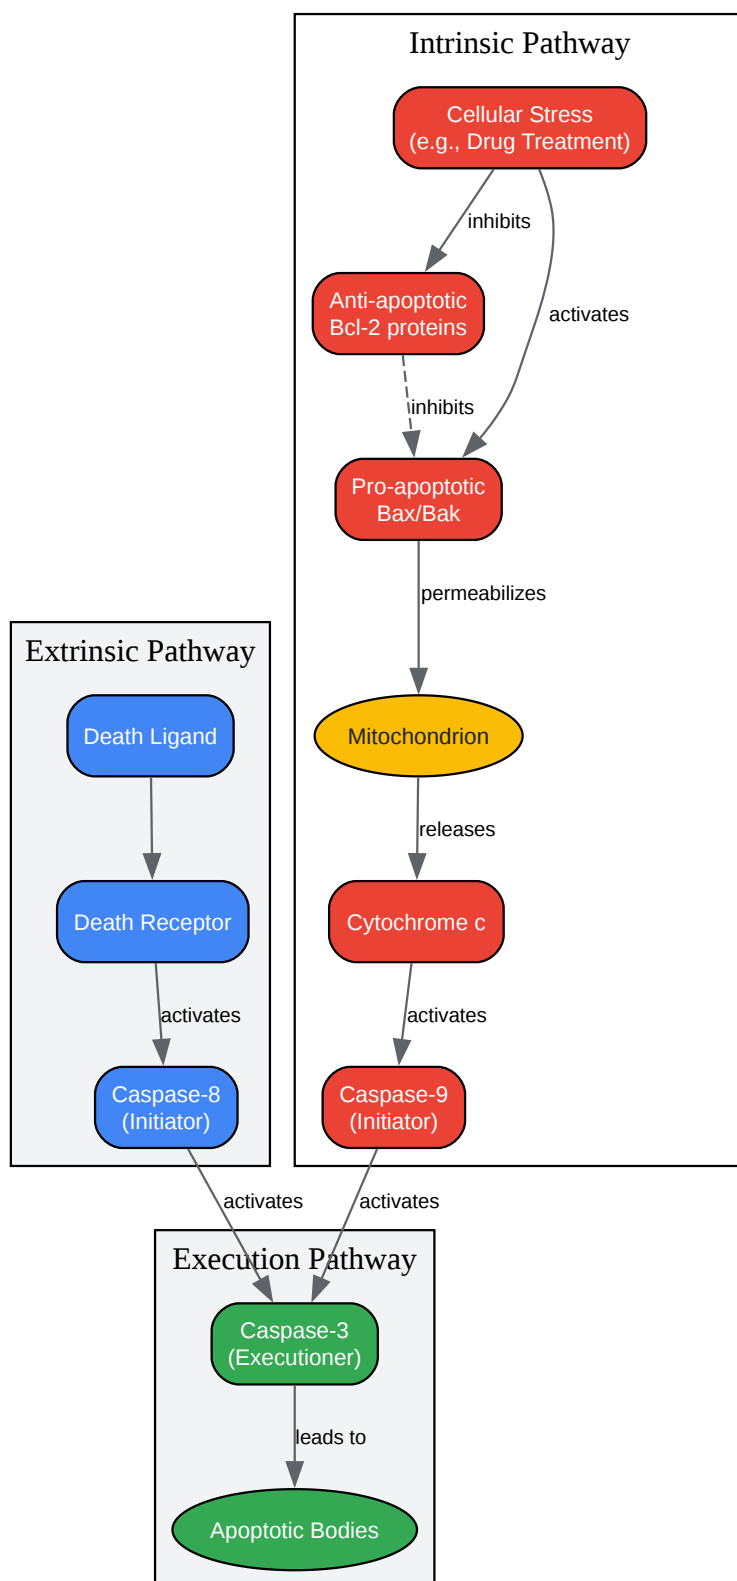 Intrinsic Pathway
Cellular Stress
(e.g., Drug Treatment)
inhibits
Anti-apoptotic
Bcl-2 proteins
activates
inhibits
Pro-apoptotic
Bax/Bak
permeabilizes
Extrinsic Pathway
Death Ligand
Mitochondrion
releases
Death Receptor
Cytochrome c
activates
activates
Caspase-8
(Initiator)
Caspase-9
(Initiator)
activates
activates
Execution Pathway
Caspase-3
(Executioner)
leads to
Apoptotic Bodies